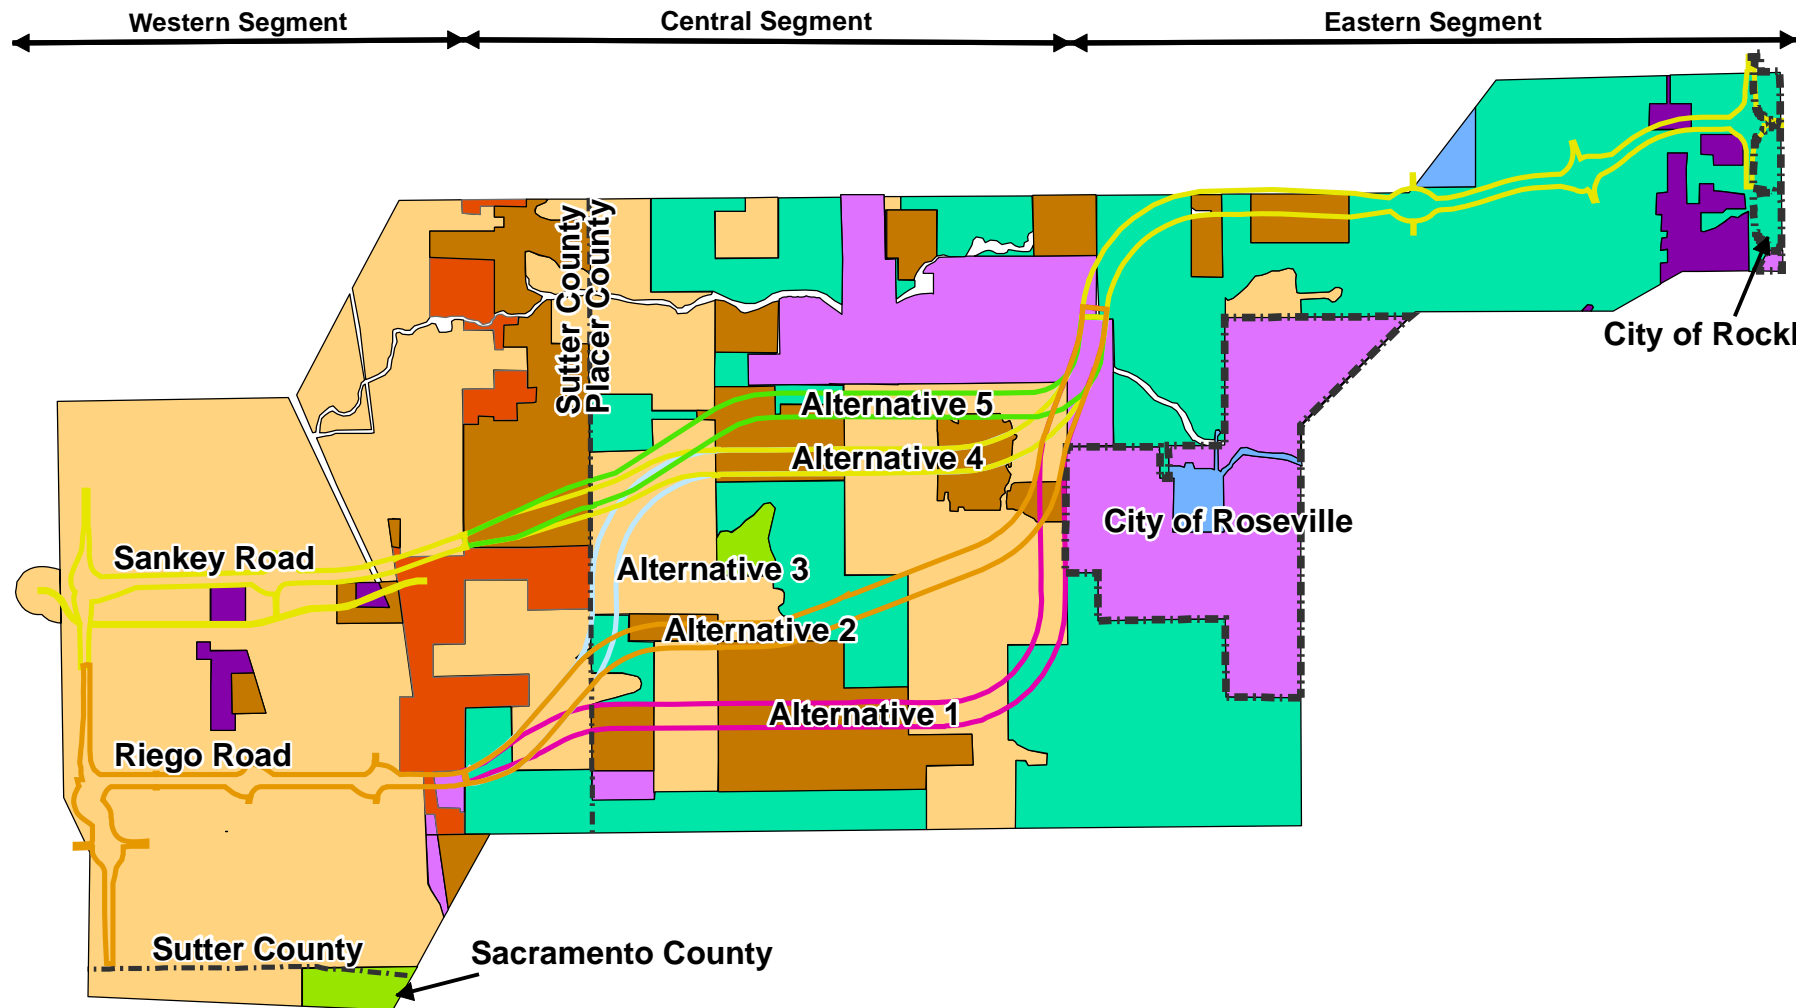 Western Segment
Central Segment
Eastern Segment
Sutter County
Placer County
City of Rockl
Alternative 5
Alternative 4
City of Roseville
Sankey Road
Alternative 3
Alternative 2
Alternative 1
Riego Road
Sutter County
Sacramento County